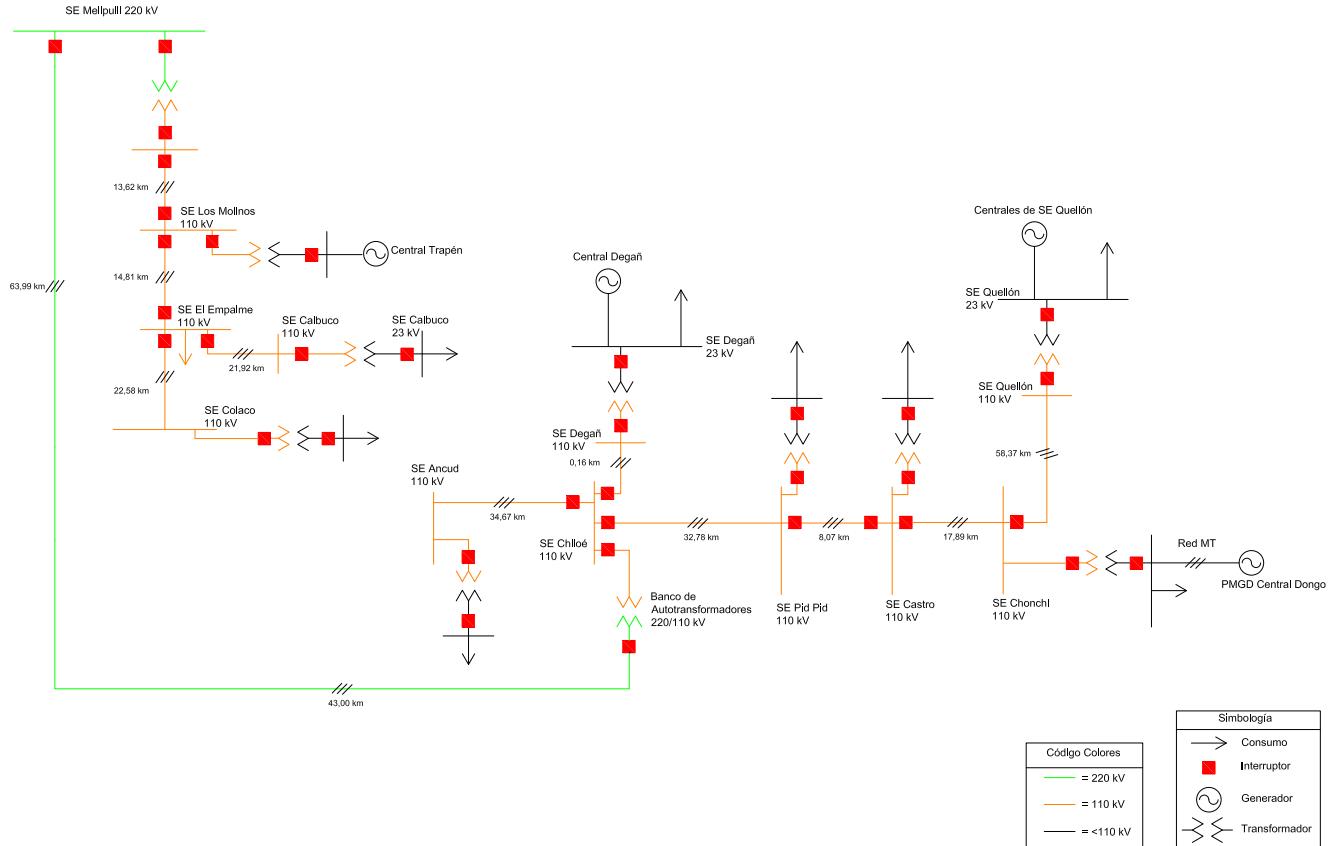 SE Melipulli 220 kV
13,62 km
SE Los Molinos
110 kV
Central Trapén
63,99 km
14,81 km
SE El Empalme
110 kV
SE Calbuco
110 kV
SE Calbuco
23 kV
21,92 km
22,58 km
SE Colaco
110 kV
Central Degañ
SE Degañ
23 kV
SE Degañ
110 kV
0,16 km
SE Ancud
110 kV
34,67 km
SE Chiloé
110 kV
32,78 km
8,07 km
17,89 km
Centrales de SE Quellón
SE Quellón
23 kV
SE Quellón
110 kV
58,37 km
Red MT
PMGD Central Dongo
Banco de
Autotransformadores
220/110 kV
SE Pid Pid
110 kV
SE Castro
110 kV
SE Chonchi
110 kV
43,00 km
Código Colores
= 220 kV
= 110 kV
= <110 kV
Simbología
Consumo
Interruptor
Generador
Transformador